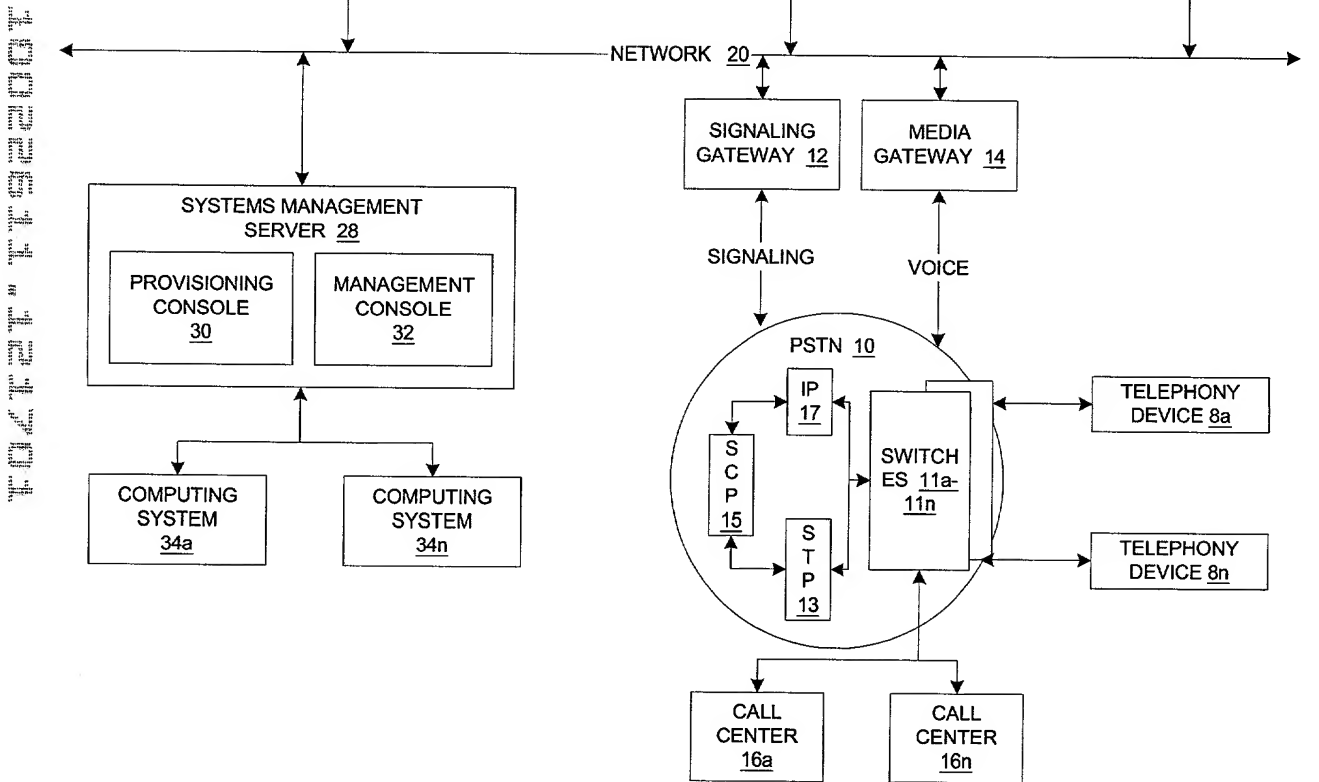 NETWORK 20
SIGNALING
GATEWAY 12
MEDIA
GATEWAY 14
SYSTEMS MANAGEMENT
SERVER 28
PROVISIONING
CONSOLE
30
MANAGEMENT
CONSOLE
32
SIGNALING
VOICE
PSTN 10
IP
17
S
C
P
15
S
T
P
13
SWITCH
ES 11a-
11n
TELEPHONY
DEVICE 8a
TELEPHONY
DEVICE 8n
COMPUTING
SYSTEM
34a
COMPUTING
SYSTEM
34n
CALL
CENTER
16a
CALL
CENTER
16n